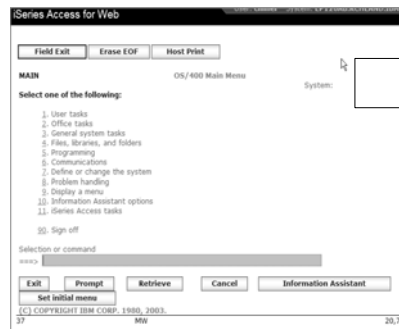 iSeries Access for Web
Field Exit Erase EOF Host Print
MAIN OS/400 Main Menu
System:
Select one of the following:
1. User tasks
2. Office tasks
3. General system tasks
4. Files, libraries, and folders
5. Programming
6. Communications
7. Define or change the system
8. Problem handling
9. Display a menu
10. Information Assistant options
11. iSeries Access tasks
90. Sign off
Selection or command
===>
Exit Prompt Retrieve Cancel Information Assistant
Set initial menu
(C) COPYRIGHT IBM CORP. 1980, 2003.
37 MW 20,7